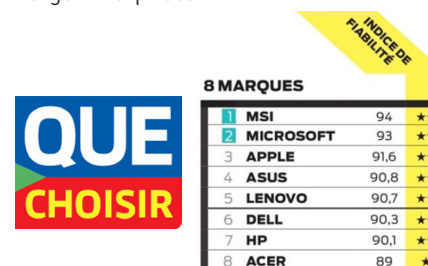 INDICE DE
FIABILITÉ
8 MARQUES
QUE
CHOISIR
1 MSI 94
2 MICROSOFT 93
3 APPLE 91,6
4 ASUS 90,8
5 LENOVO 90,7
6 DELL 90,3
7 HP 90,1
8 ACER 89